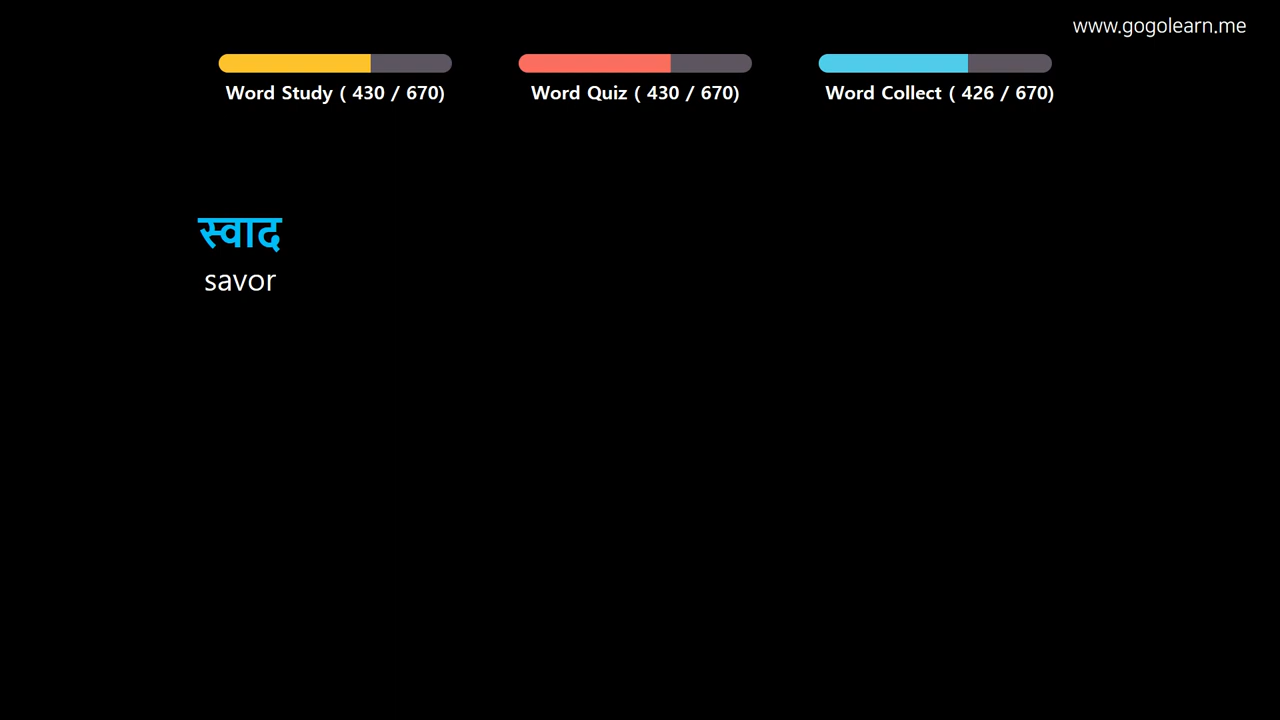 www.gogolearn.me
Word Study ( 430 / 670)
Word Quiz ( 430 / 670)
Word Collect ( 426 / 670)
स्वाद
savor